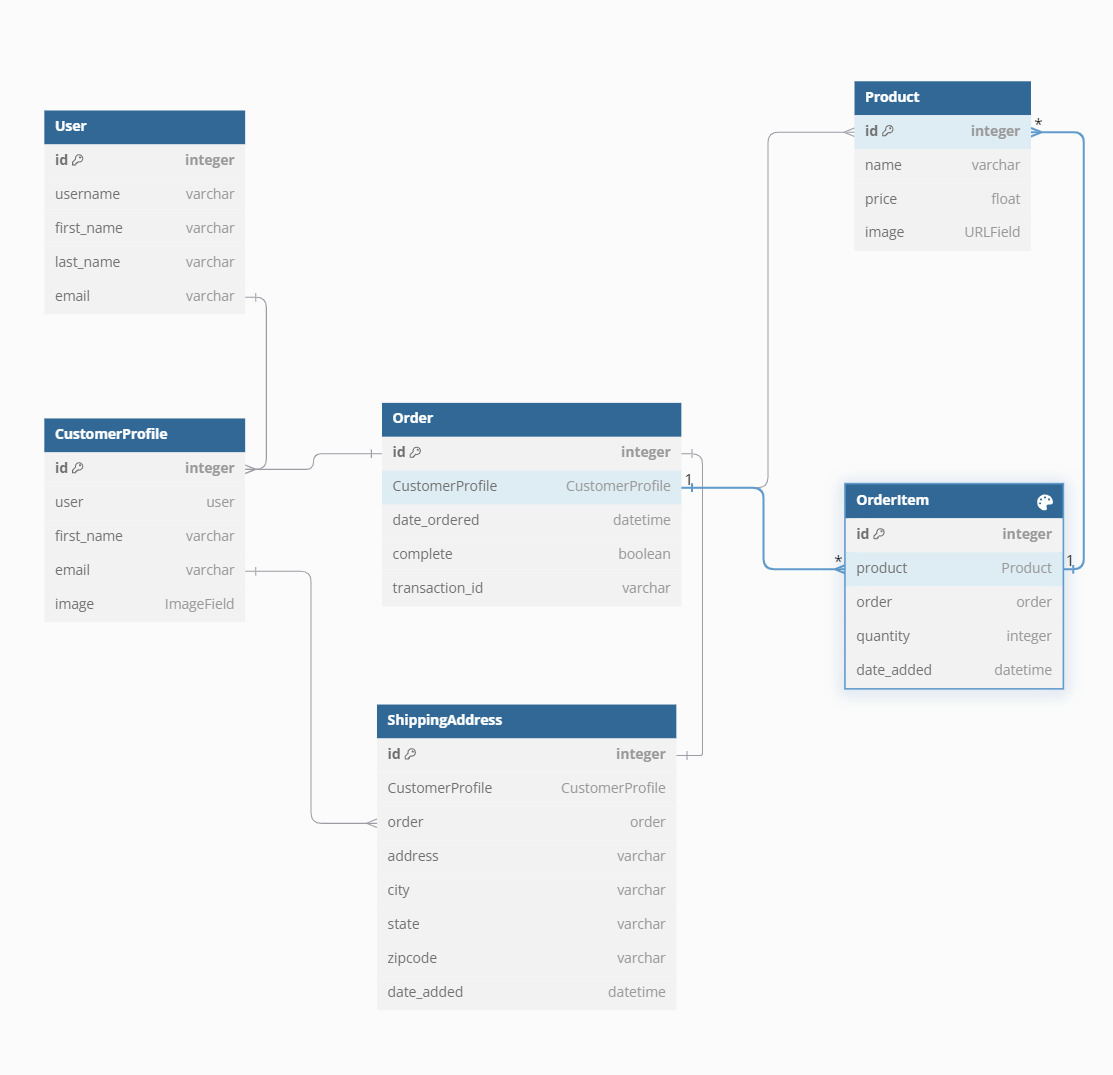 User
id integer
username varchar
first_name varchar
last_name varchar
email varchar
CustomerProfile
id integer
user user
first_name varchar
email varchar
image ImageField
Order
id integer
CustomerProfile CustomerProfile
date_ordered datetime
complete boolean
transaction_id varchar
1
ShippingAddress
id integer
CustomerProfile CustomerProfile
order order
address varchar
city varchar
state varchar
zipcode varchar
date_added datetime
Product
id integer
name varchar
price float
image URLField
*
OrderItem
id integer
product Product
order order
quantity integer
date_added datetime
*
1